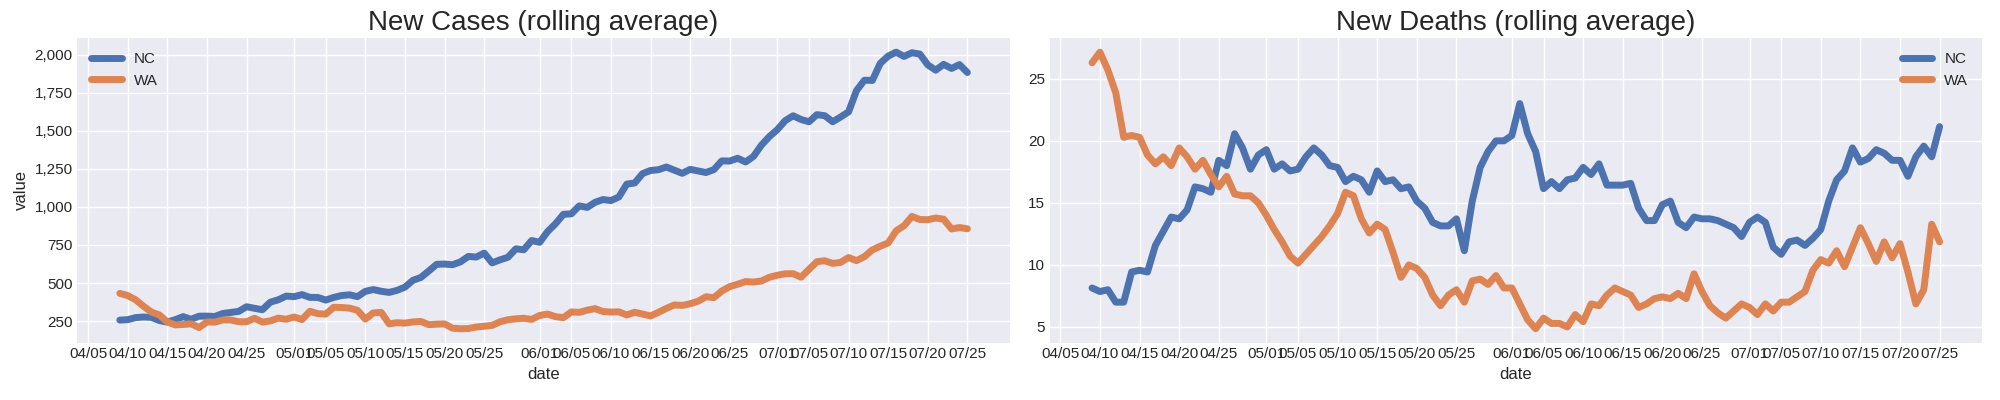 New Cases (rolling average)
NC
WA
2,000
1,750
1,500
1,250
1,000
750
500
250
value
04/05 04/10 04/15 04/20 04/25 05/01 05/05 05/10 05/15 05/20 05/25 06/01 06/05 06/10 06/15 06/20 06/25 07/01 07/05 07/10 07/15 07/20 07/25
date
New Deaths (rolling average)
NC
WA
25
20
15
10
5
04/05 04/10 04/15 04/20 04/25 05/01 05/05 05/10 05/15 05/20 05/25 06/01 06/05 06/10 06/15 06/20 06/25 07/01 07/05 07/10 07/15 07/20 07/25
date